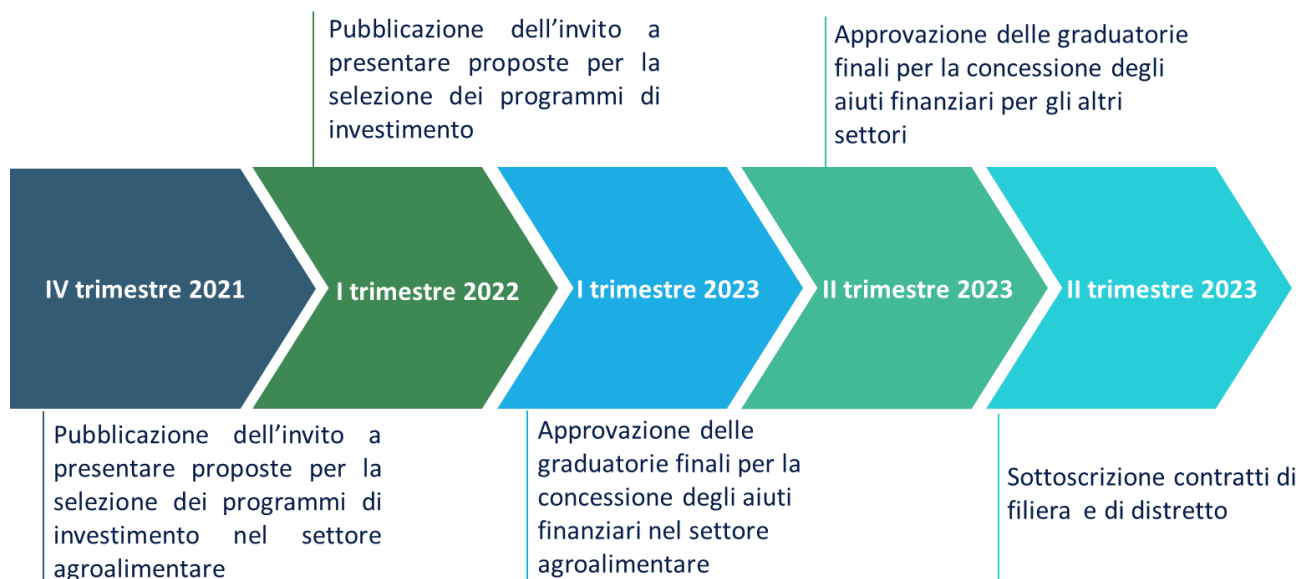 Pubblicazione dell’invito a
presentare proposte per la
selezione dei programmi di
investimento
Approvazione delle graduatorie
finali per la concessione degli
aiuti finanziari per gli altri
settori
IV trimestre 2021
I trimestre 2022
I trimestre 2023
II trimestre 2023
II trimestre 2023
Pubblicazione dell’invito a
presentare proposte per la
selezione dei programmi di
investimento nel settore
agroalimentare
Approvazione delle
graduatorie finali per la
concessione degli aiuti
finanziari nel settore
agroalimentare
Sottoscrizione contratti di
filiera e di distretto